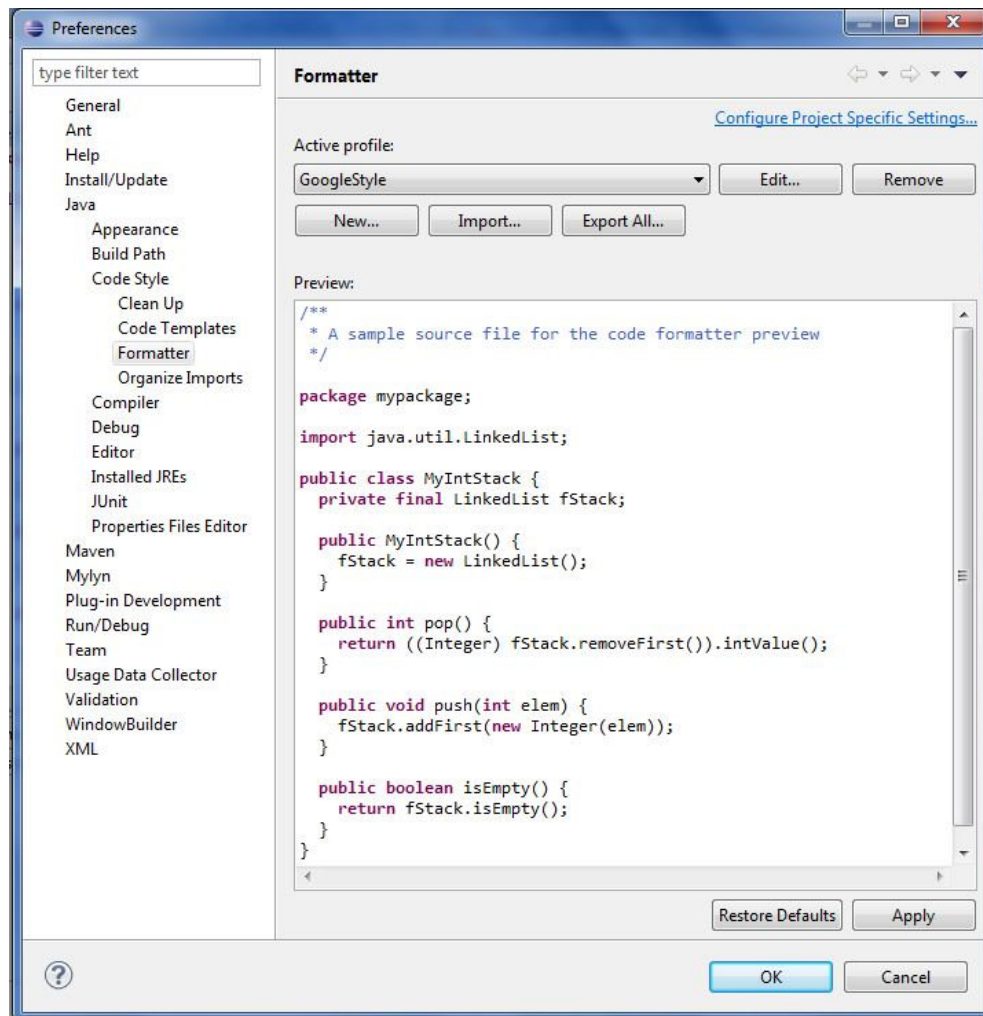 Preferences
type filter text
General
Ant
Help
Install/Update
Java
Appearance
Build Path
Code Style
Clean Up
Code Templates
Formatter
Organize Imports
Compiler
Debug
Editor
Installed JREs
JUnit
Properties Files Editor
Maven
Mylyn
Plug-in Development
Run/Debug
Team
Usage Data Collector
Validation
WindowBuilder
XML
Formatter
Configure Project Specific Settings...
Active profile:
GoogleStyle
Edit...
Remove
New...
Import...
Export All...
Preview:
/**
 * A sample source file for the code formatter preview
 */

package mypackage;

import java.util.LinkedList;

public class MyIntStack {
  private final LinkedList fStack;

  public MyIntStack() {
    fStack = new LinkedList();
  }

  public int pop() {
    return ((Integer) fStack.removeFirst()).intValue();
  }

  public void push(int elem) {
    fStack.addFirst(new Integer(elem));
  }

  public boolean isEmpty() {
    return fStack.isEmpty();
  }
}
Restore Defaults
Apply
OK
Cancel